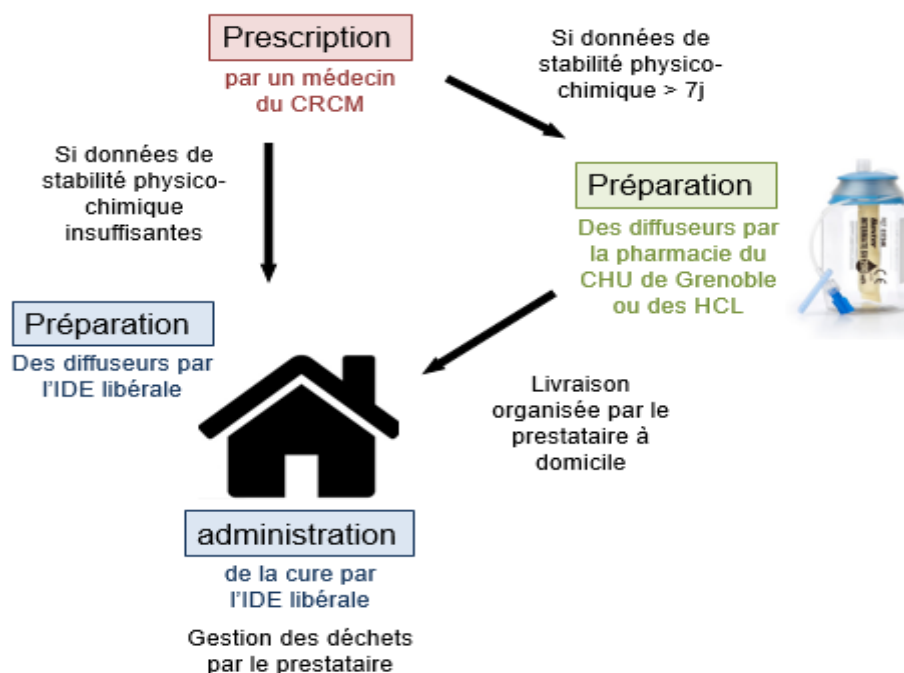 Prescription
par un médecin
du CRCM
Si données de
stabilité physico-
chimique > 7j
Si données de
stabilité physico-
chimique
insuffisantes
Préparation
Des diffuseurs par
la pharmacie du
CHU de Grenoble
ou des HCL
Préparation
Des diffuseurs par
l'IDE libérale
Livraison
organisée par le
prestataire à
domicile
administration
de la cure par
l'IDE libérale
Gestion des déchets
par le prestataire